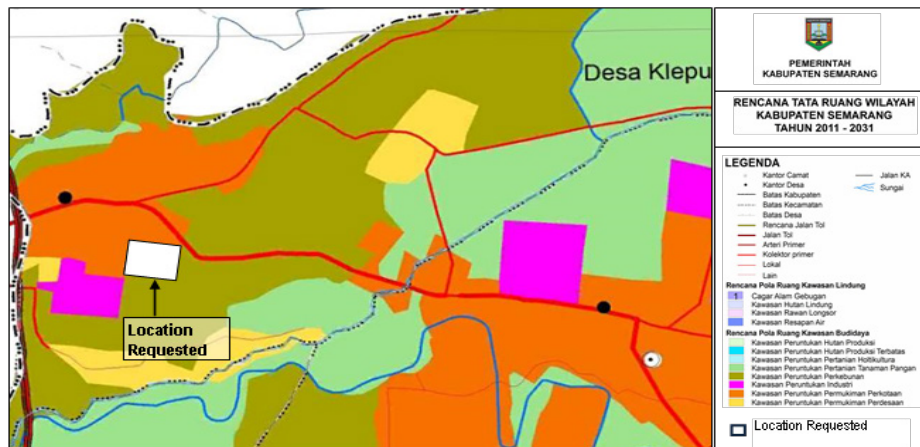 Desa Klepu
Location
Requested
PEMERINTAH
KABUPATEN SEMARANG
RENCANA TATA RUANG WILAYAH
KABUPATEN SEMARANG
TAHUN 2011 - 2031
LEGENDA
Kantor Camat
Kantor Desa
Batas Kabupaten
Batas Kecamatan
Batas Desa
Rencana Jalan Tol
Jalan Tol
Arteri Primer
Kolektor primer
Lokal
Lain
Jalan KA
Sungai
Rencana Pola Ruang Kawasan Lindung
1 Cagar Alam Gebugan
Kawasan Hutan Lindung
Kawasan Rawan Longsor
Kawasan Resapan Air
Rencana Pola Ruang Kawasan Budidaya
Kawasan Peruntukan Hutan Produksi
Kawasan Peruntukan Hutan Produksi Terbatas
Kawasan Peruntukan Pertanian Holtikultura
Kawasan Peruntukan Pertanian Tanaman Pangan
Kawasan Peruntukan Perkebunan
Kawasan Peruntukan Industri
Kawasan Peruntukan Permukiman Perkotaan
Kawasan Peruntukan Permukiman Perdesaan
Location Requested